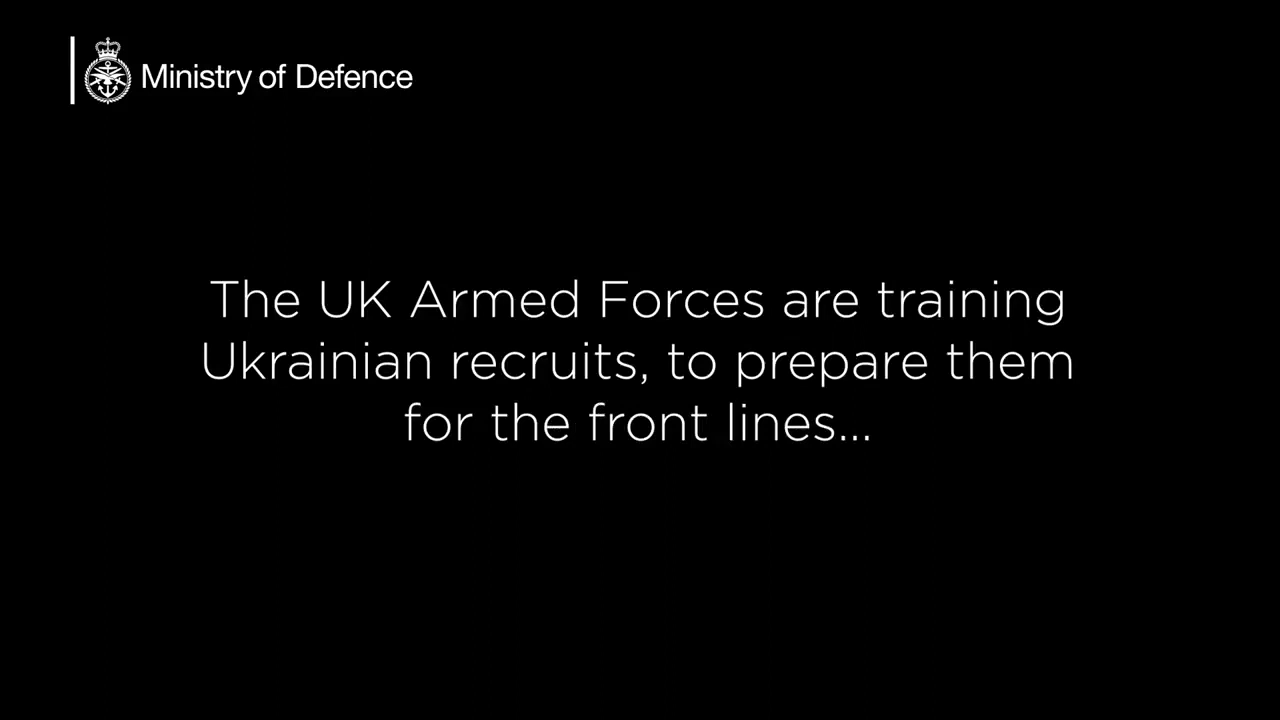 Ministry of Defence
The UK Armed Forces are training
Ukrainian recruits, to prepare them
for the front lines...